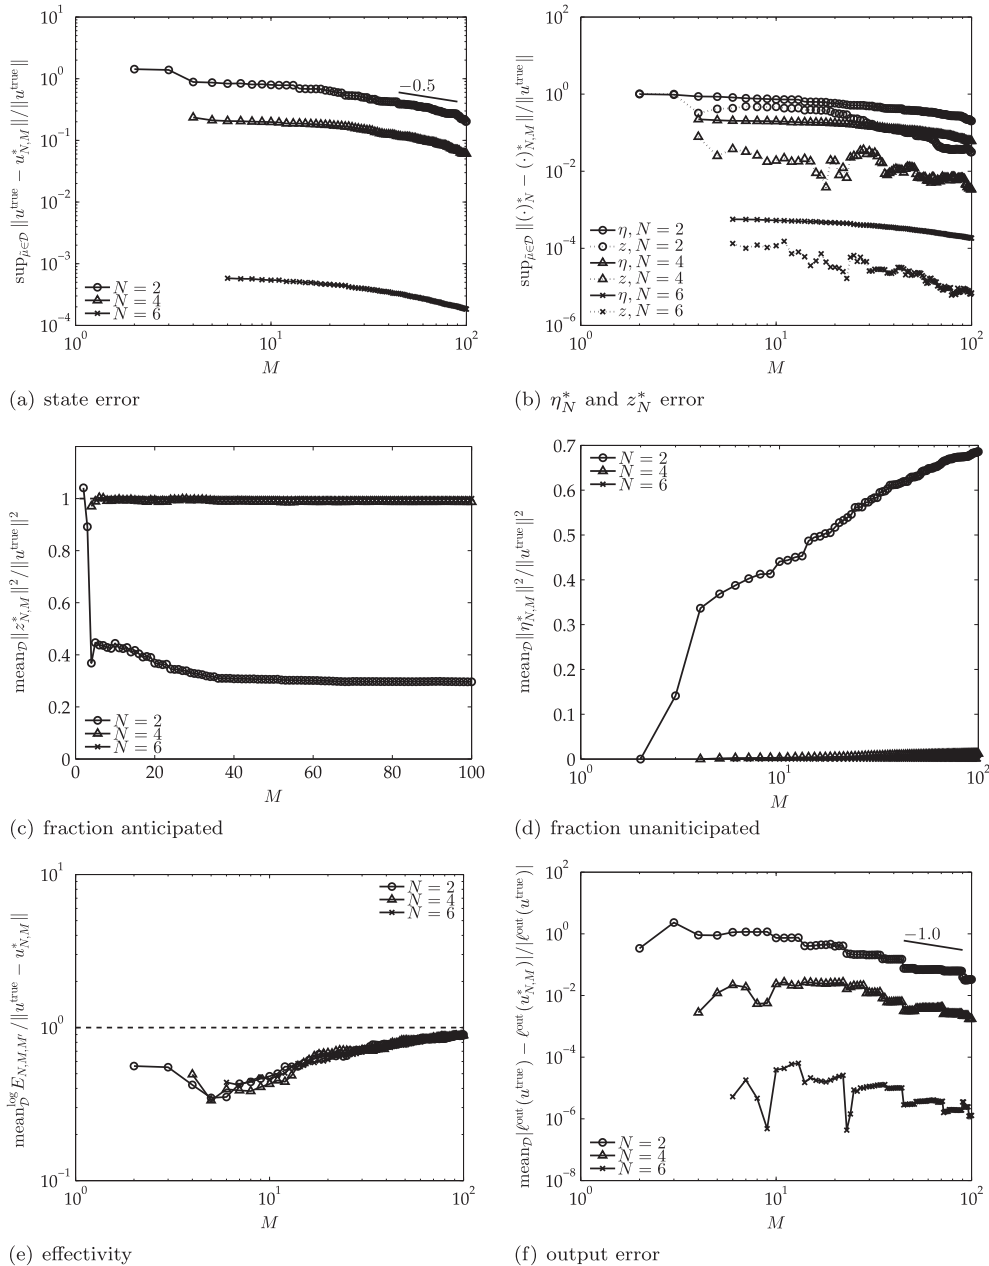 sup_{μ̃∈𝒟} ||u^true − u*_{N,M}||/||u^true||
10^1
10^0
10^−1
10^−2
10^−3
10^−4
−0.5
N = 2
N = 4
N = 6
10^0 10^1 10^2
M
(a) state error
sup_{μ̃∈𝒟} ||(·)*_N − (·)*_{N,M}||/||u^true||
10^2
10^0
10^−2
10^−4
10^−6
η, N = 2
z, N = 2
η, N = 4
z, N = 4
η, N = 6
z, N = 6
10^0 10^1 10^2
M
(b) η*_N and z*_N error
mean_𝒟 ||z*_{N,M}||^2/||u^true||^2
1
0.8
0.6
0.4
0.2
0
N = 2
N = 4
N = 6
0 20 40 60 80 100
M
(c) fraction anticipated
mean_𝒟 ||η*_{N,M}||^2/||u^true||^2
0.7
0.6
0.5
0.4
0.3
0.2
0.1
0
N = 2
N = 4
N = 6
10^0 10^1 10^2
M
(d) fraction unaniticipated
mean^log_𝒟 E_{N,M,M′}/||u^true − u*_{N,M}||
10^1
10^0
10^−1
N = 2
N = 4
N = 6
10^0 10^1 10^2
M
(e) effectivity
mean_𝒟 |ℓ^out(u^true) − ℓ^out(u*_{N,M})|/|ℓ^out(u^true)|
10^2
10^0
10^−2
10^−4
10^−6
10^−8
−1.0
N = 2
N = 4
N = 6
10^0 10^1 10^2
M
(f) output error